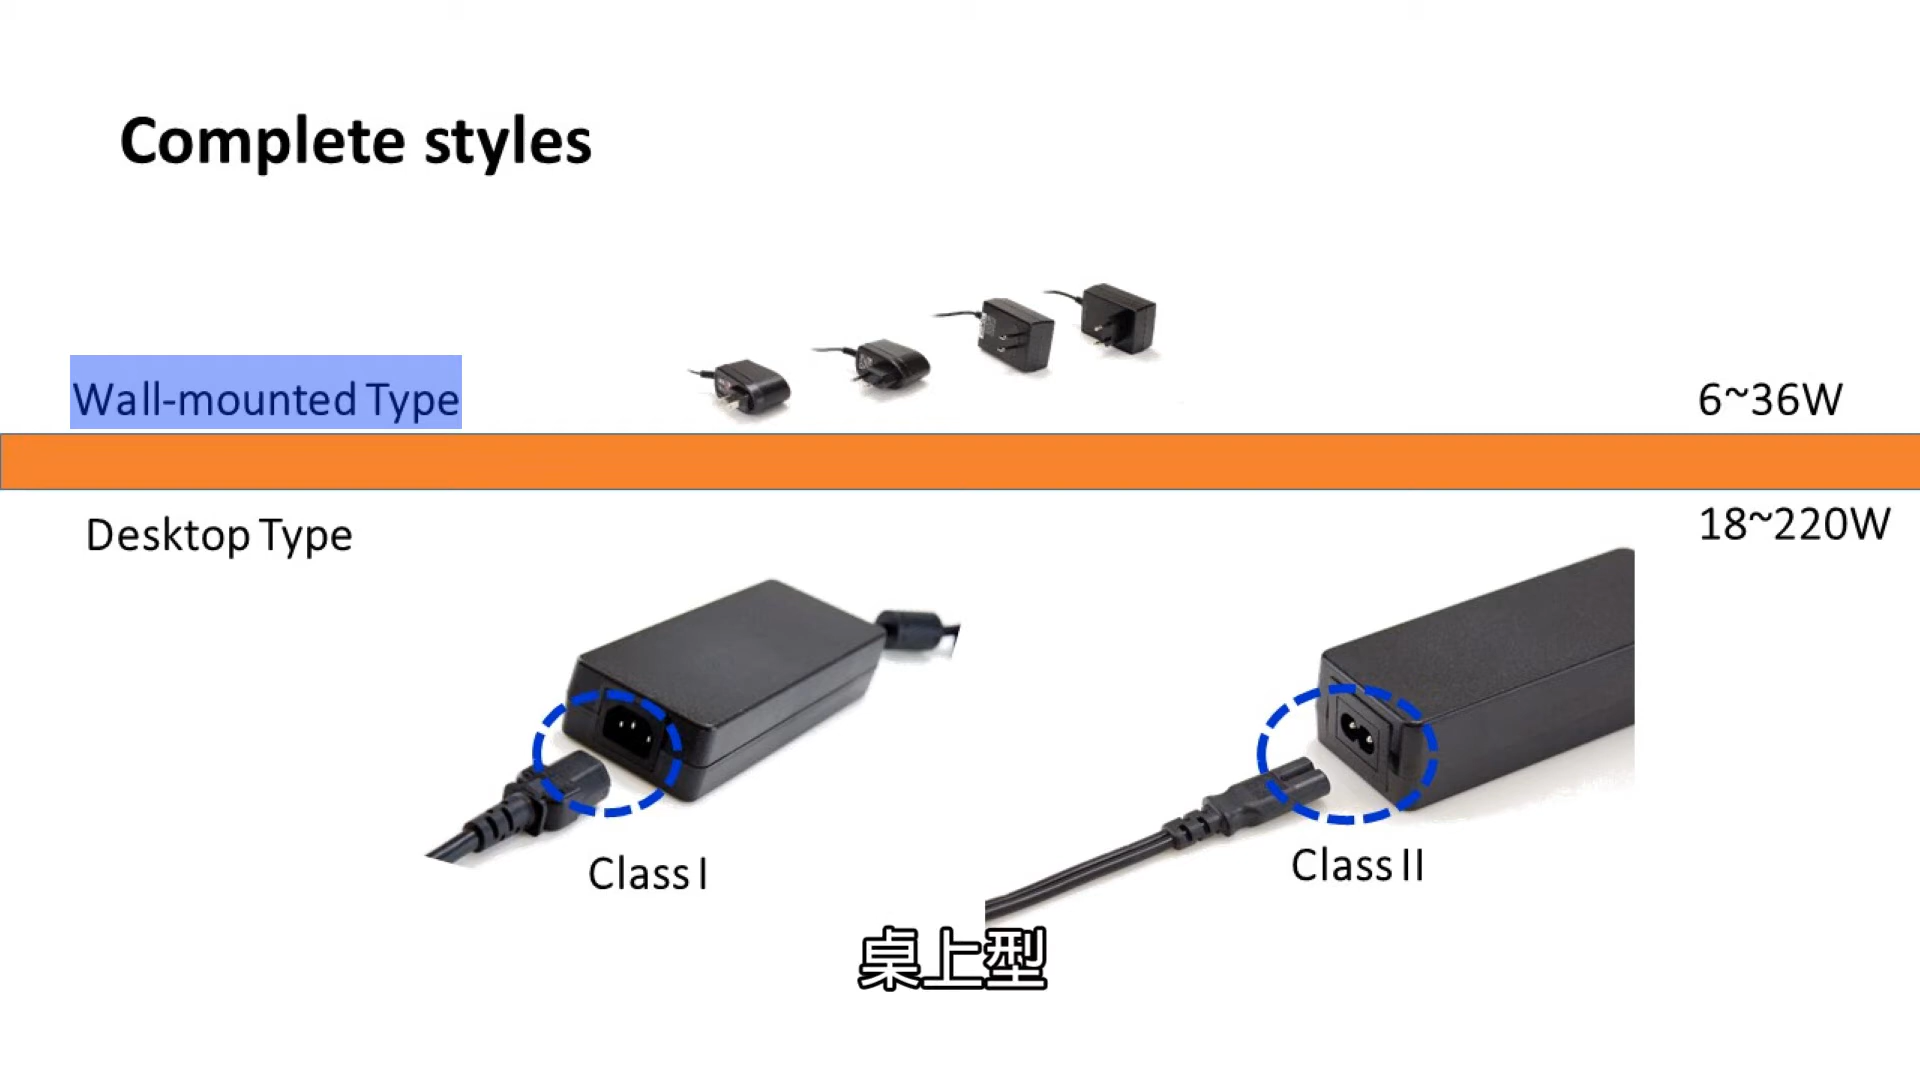 Complete styles
Wall-mounted Type
6~36W
Desktop Type
18~220W
Class I
Class II
桌上型